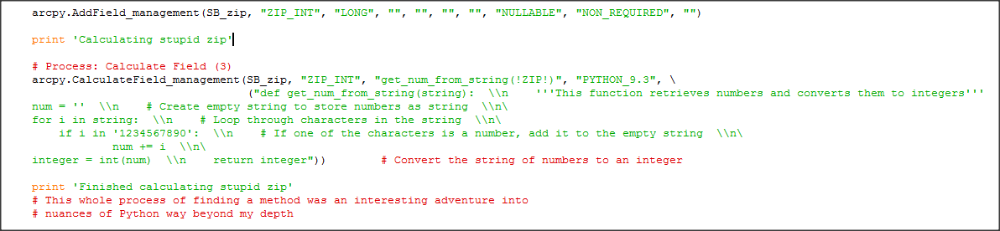 arcpy.AddField_management(SB_zip, "ZIP_INT", "LONG", "", "", "", "", "NULLABLE", "NON_REQUIRED", "")
print 'Calculating stupid zip'
# Process: Calculate Field (3)
arcpy.CalculateField_management(SB_zip, "ZIP_INT", "get_num_from_string(!ZIP!)", "PYTHON_9.3", \
("def get_num_from_string(string):  \\n    '''This function retrieves numbers and converts them to integers'''
num = ''  \\n    # Create empty string to store numbers as string  \\n\
for i in string:  \\n    # Loop through characters in the string  \\n\
if i in '1234567890':  \\n    # If one of the characters is a number, add it to the empty string  \\n\
num += i  \\n\
integer = int(num)  \\n    return integer"))        # Convert the string of numbers to an integer
print 'Finished calculating stupid zip'
# This whole process of finding a method was an interesting adventure into
# nuances of Python way beyond my depth